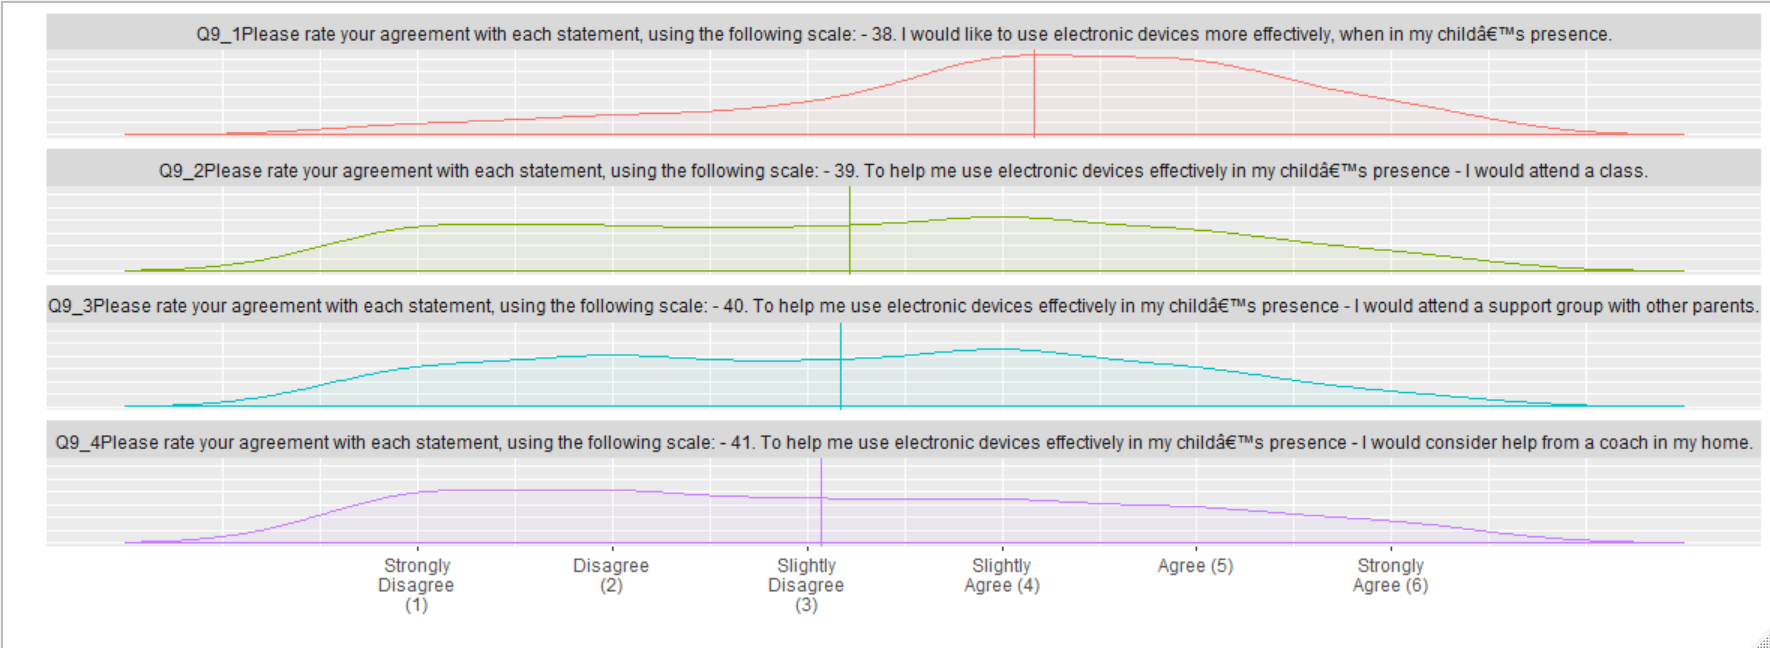 Q9_1Please rate your agreement with each statement, using the following scale: - 38. I would like to use electronic devices more effectively, when in my childâ€™s presence.
Q9_2Please rate your agreement with each statement, using the following scale: - 39. To help me use electronic devices effectively in my childâ€™s presence - I would attend a class.
Q9_3Please rate your agreement with each statement, using the following scale: - 40. To help me use electronic devices effectively in my childâ€™s presence - I would attend a support group with other parents.
Q9_4Please rate your agreement with each statement, using the following scale: - 41. To help me use electronic devices effectively in my childâ€™s presence - I would consider help from a coach in my home.
Strongly
Disagree
(1)
Disagree
(2)
Slightly
Disagree
(3)
Slightly
Agree (4)
Agree (5)
Strongly
Agree (6)